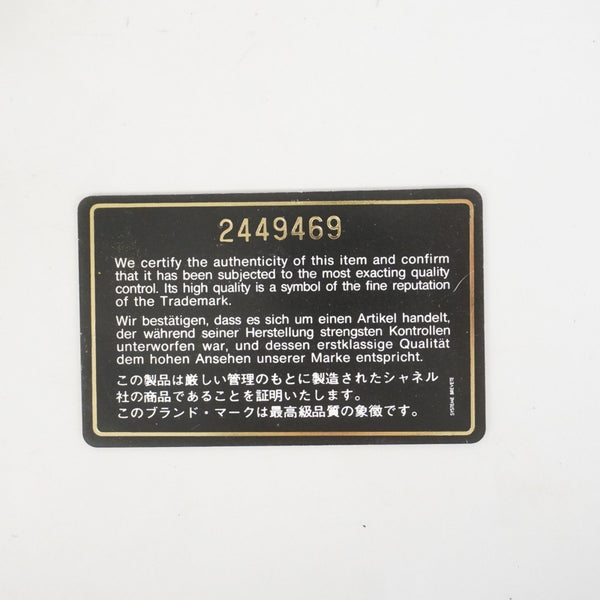 2449469
We certify the authenticity of this item and confirm
that it has been subjected to the most exacting quality
control. Its high quality is a symbol of the fine reputation
of the Trademark.
Wir bestätigen, dass es sich um einen Artikel handelt,
der während seiner Herstellung strengsten Kontrollen
unterworfen war, und dessen erstklassige Qualität
dem hohen Ansehen unserer Marke entspricht.
この製品は厳しい管理のもとに製造されたシャネル
社の商品であることを証明いたします。
このブランド・マークは最高級品質の象徴です。
SYSTEME BREVETE